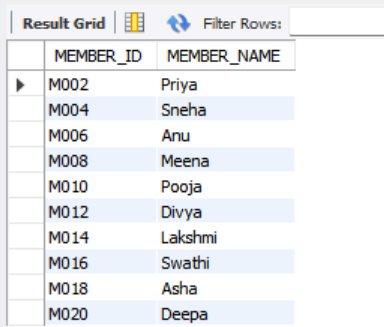 Result Grid Filter Rows:
MEMBER_ID MEMBER_NAME
M002 Priya
M004 Sneha
M006 Anu
M008 Meena
M010 Pooja
M012 Divya
M014 Lakshmi
M016 Swathi
M018 Asha
M020 Deepa